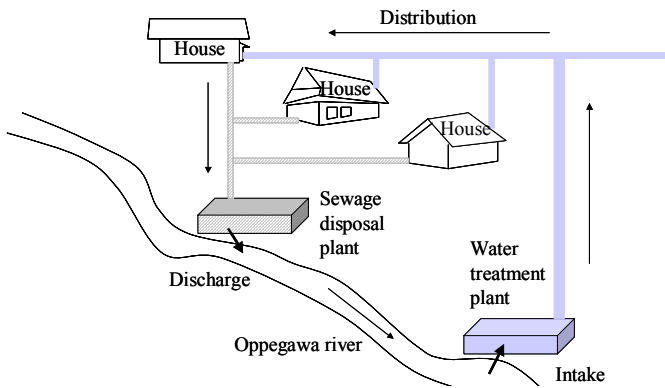 Distribution
House
House
House
Sewage
disposal
plant
Water
treatment
plant
Discharge
Oppegawa river
Intake